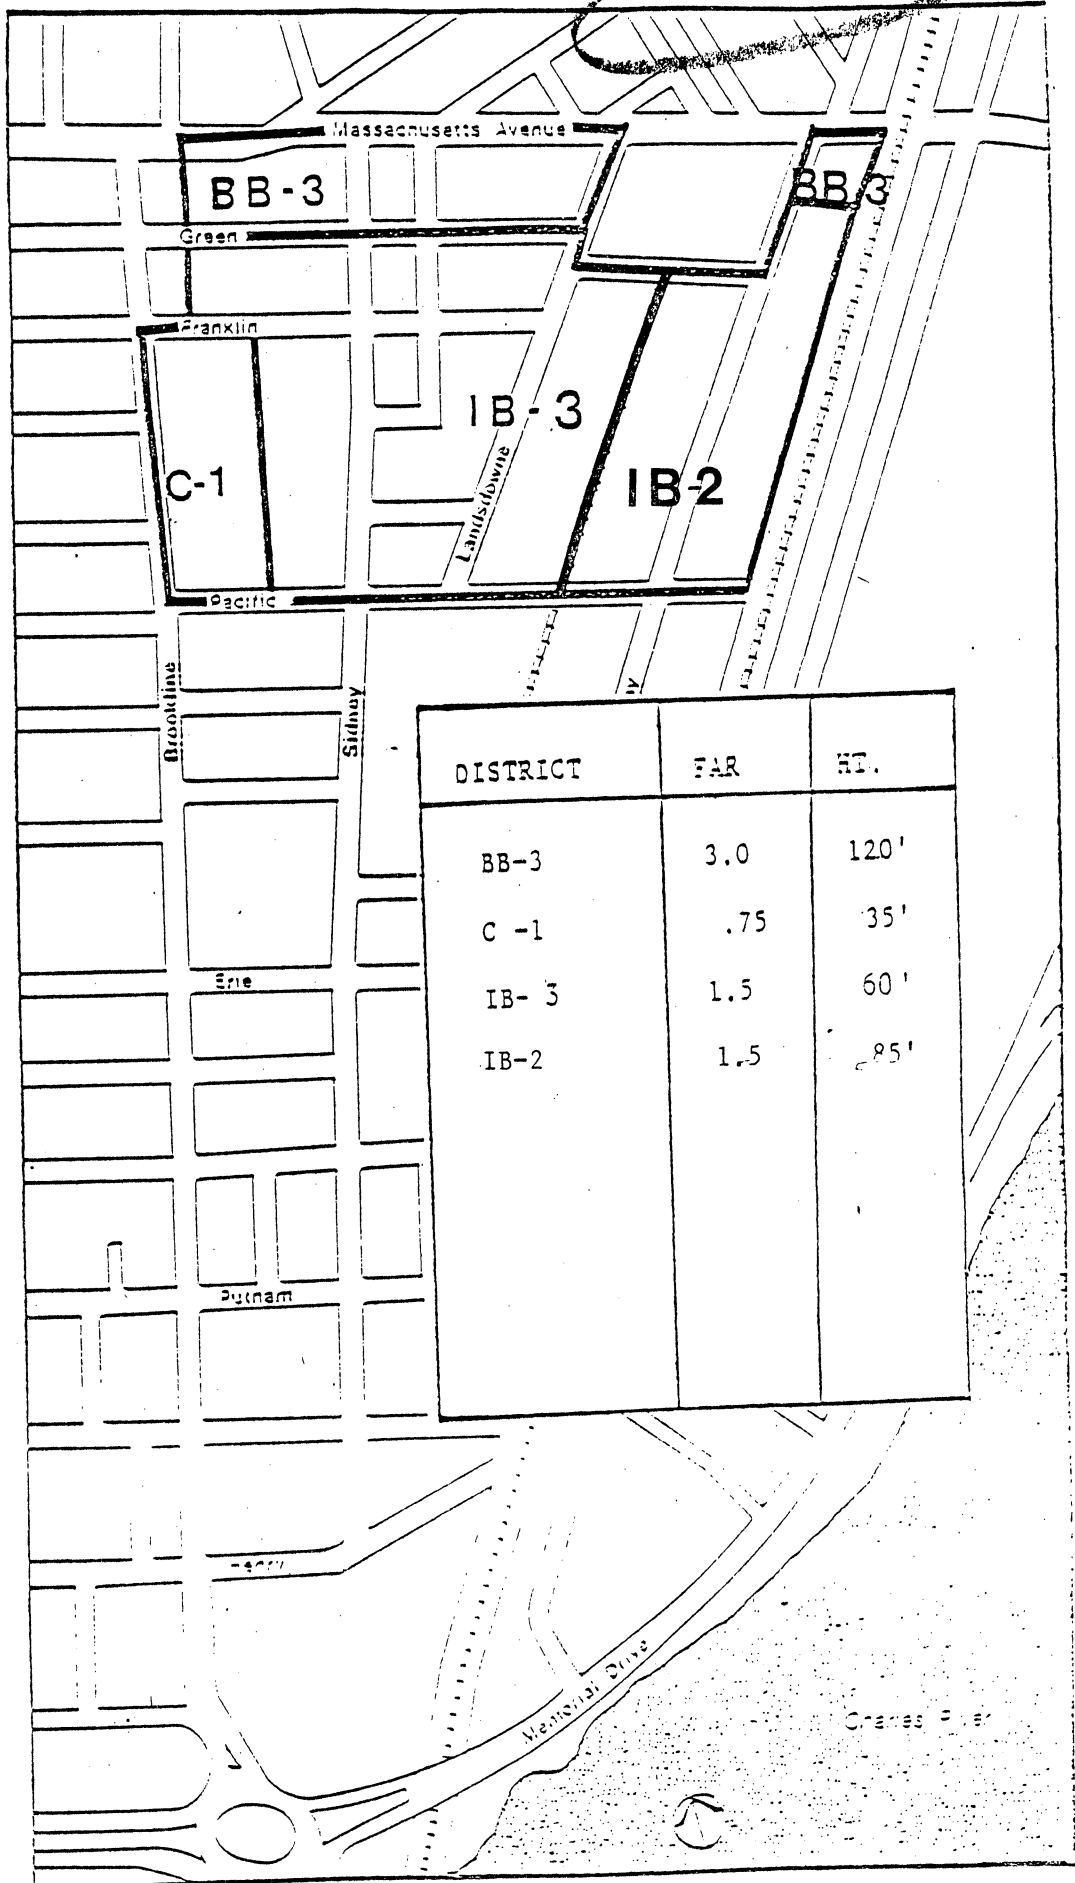 Massachusetts Avenue
BB-3
BB 3
Green
Franklin
IB-3
C-1
IB-2
Landsdowne
Pacific
Brookline
Sidney
DISTRICT FAR HT.
BB-3 3.0 120'
C -1 .75 35'
IB- 3 1.5 60'
IB-2 1.5 85'
Erie
Putnam
Henry
Memorial Drive
Charles River